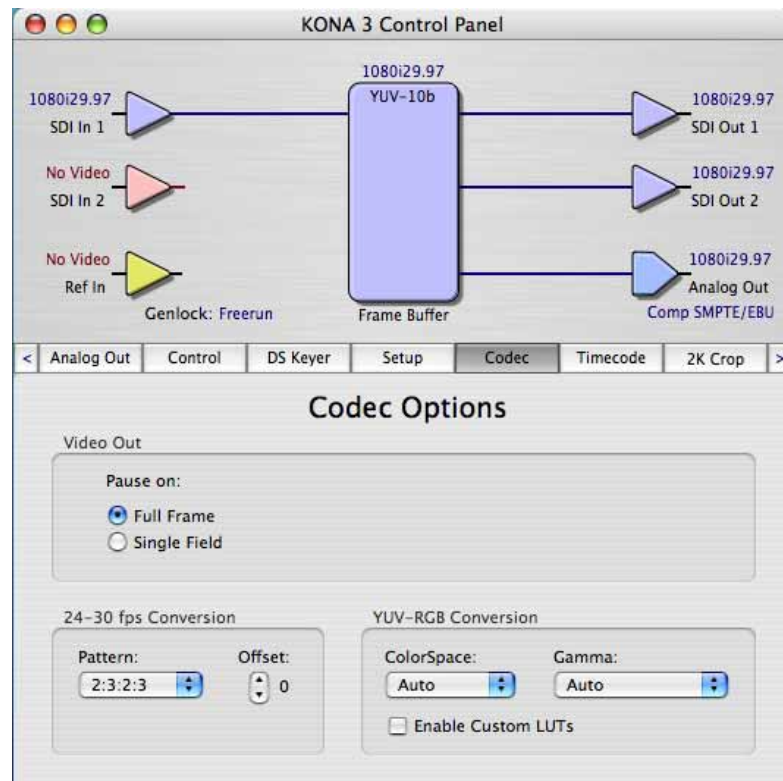 KONA 3 Control Panel
1080i29.97
YUV-10b
1080i29.97
SDI In 1
1080i29.97
SDI Out 1
No Video
SDI In 2
1080i29.97
SDI Out 2
No Video
Ref In
1080i29.97
Analog Out
Genlock: Freerun
Frame Buffer
Comp SMPTE/EBU
< Analog Out Control DS Keyer Setup Codec Timecode 2K Crop >
Codec Options
Video Out
Pause on:
Full Frame
Single Field
24-30 fps Conversion
Pattern: Offset:
2:3:2:3 0
YUV-RGB Conversion
ColorSpace: Gamma:
Auto Auto
Enable Custom LUTs